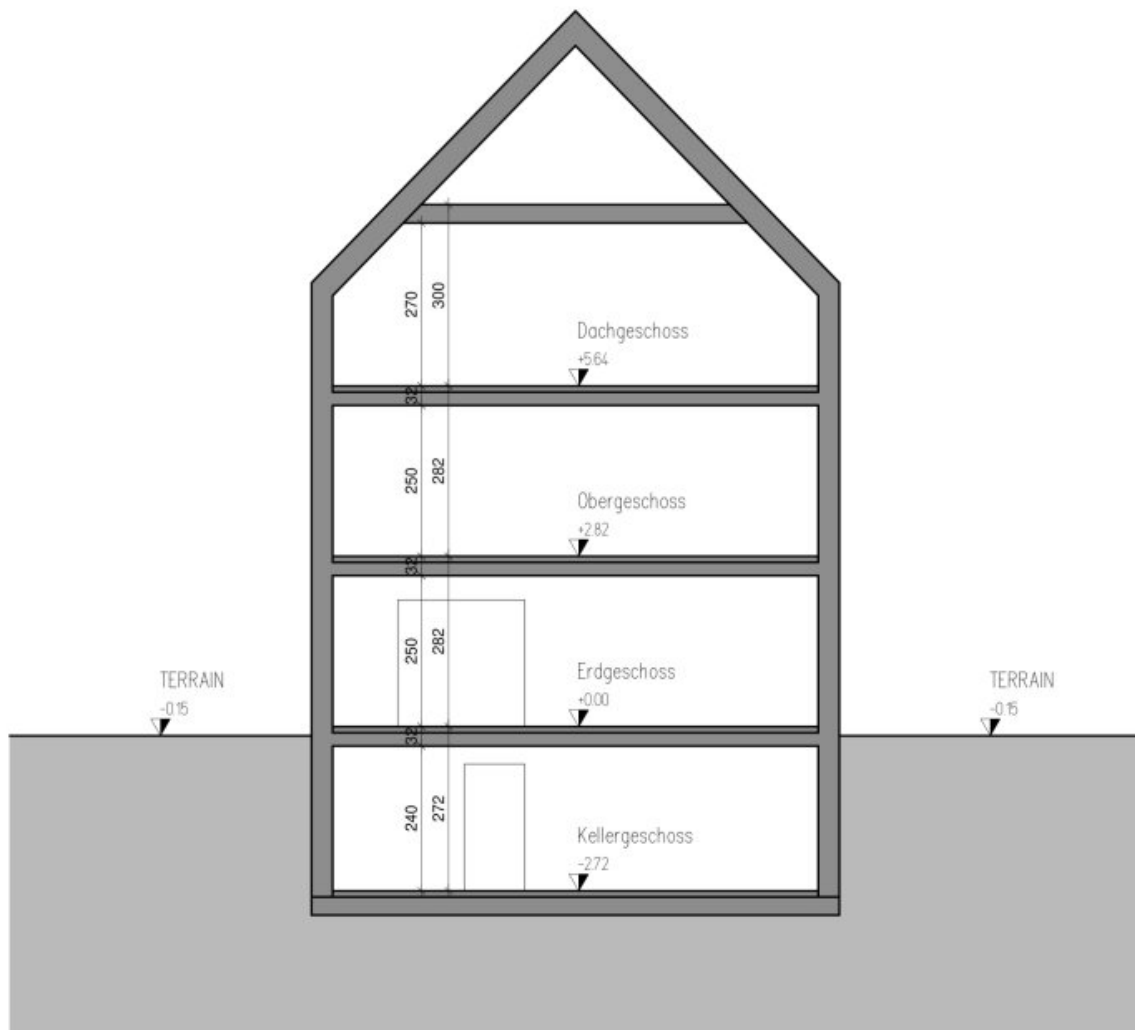 270
300
Dachgeschoss
+5.64
32
250
282
Obergeschoss
+2.82
32
250
282
Erdgeschoss
+0.00
TERRAIN
-0.15
TERRAIN
-0.15
32
240
272
Kellergeschoss
-2.72